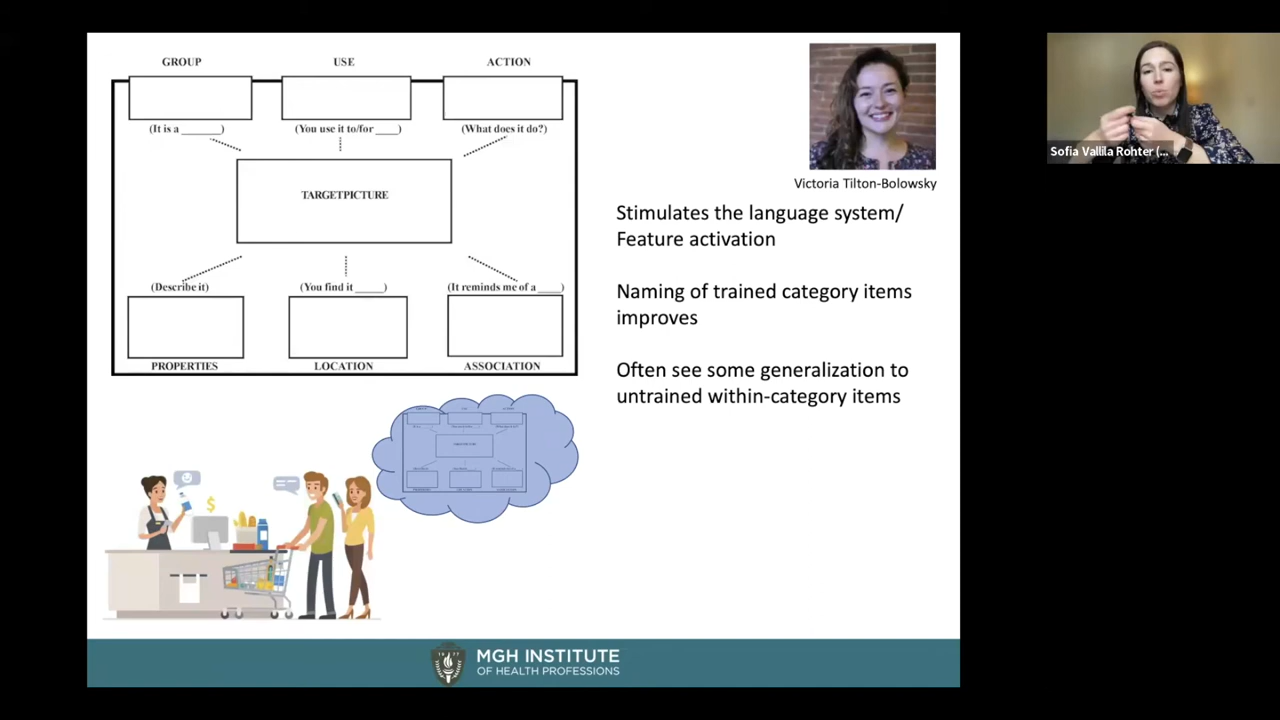 GROUP USE ACTION
(It is a _______) (You use it to/for ____) (What does it do?)
TARGETPICTURE
(Describe it) (You find it _____) (It reminds me of a ____)
PROPERTIES LOCATION ASSOCIATION
Victoria Tilton-Bolowsky
Stimulates the language system/
Feature activation
Naming of trained category items
improves
Often see some generalization to
untrained within-category items
$
1877
MGH INSTITUTE
OF HEALTH PROFESSIONS
Sofia Vallila Rohter (...